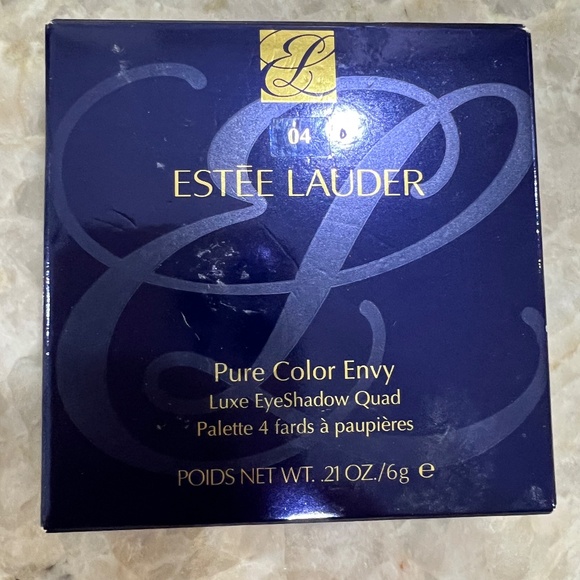 04
ESTĒE LAUDER
Pure Color Envy
Luxe EyeShadow Quad
Palette 4 fards à paupières
POIDS NET WT. .21 OZ./6g e